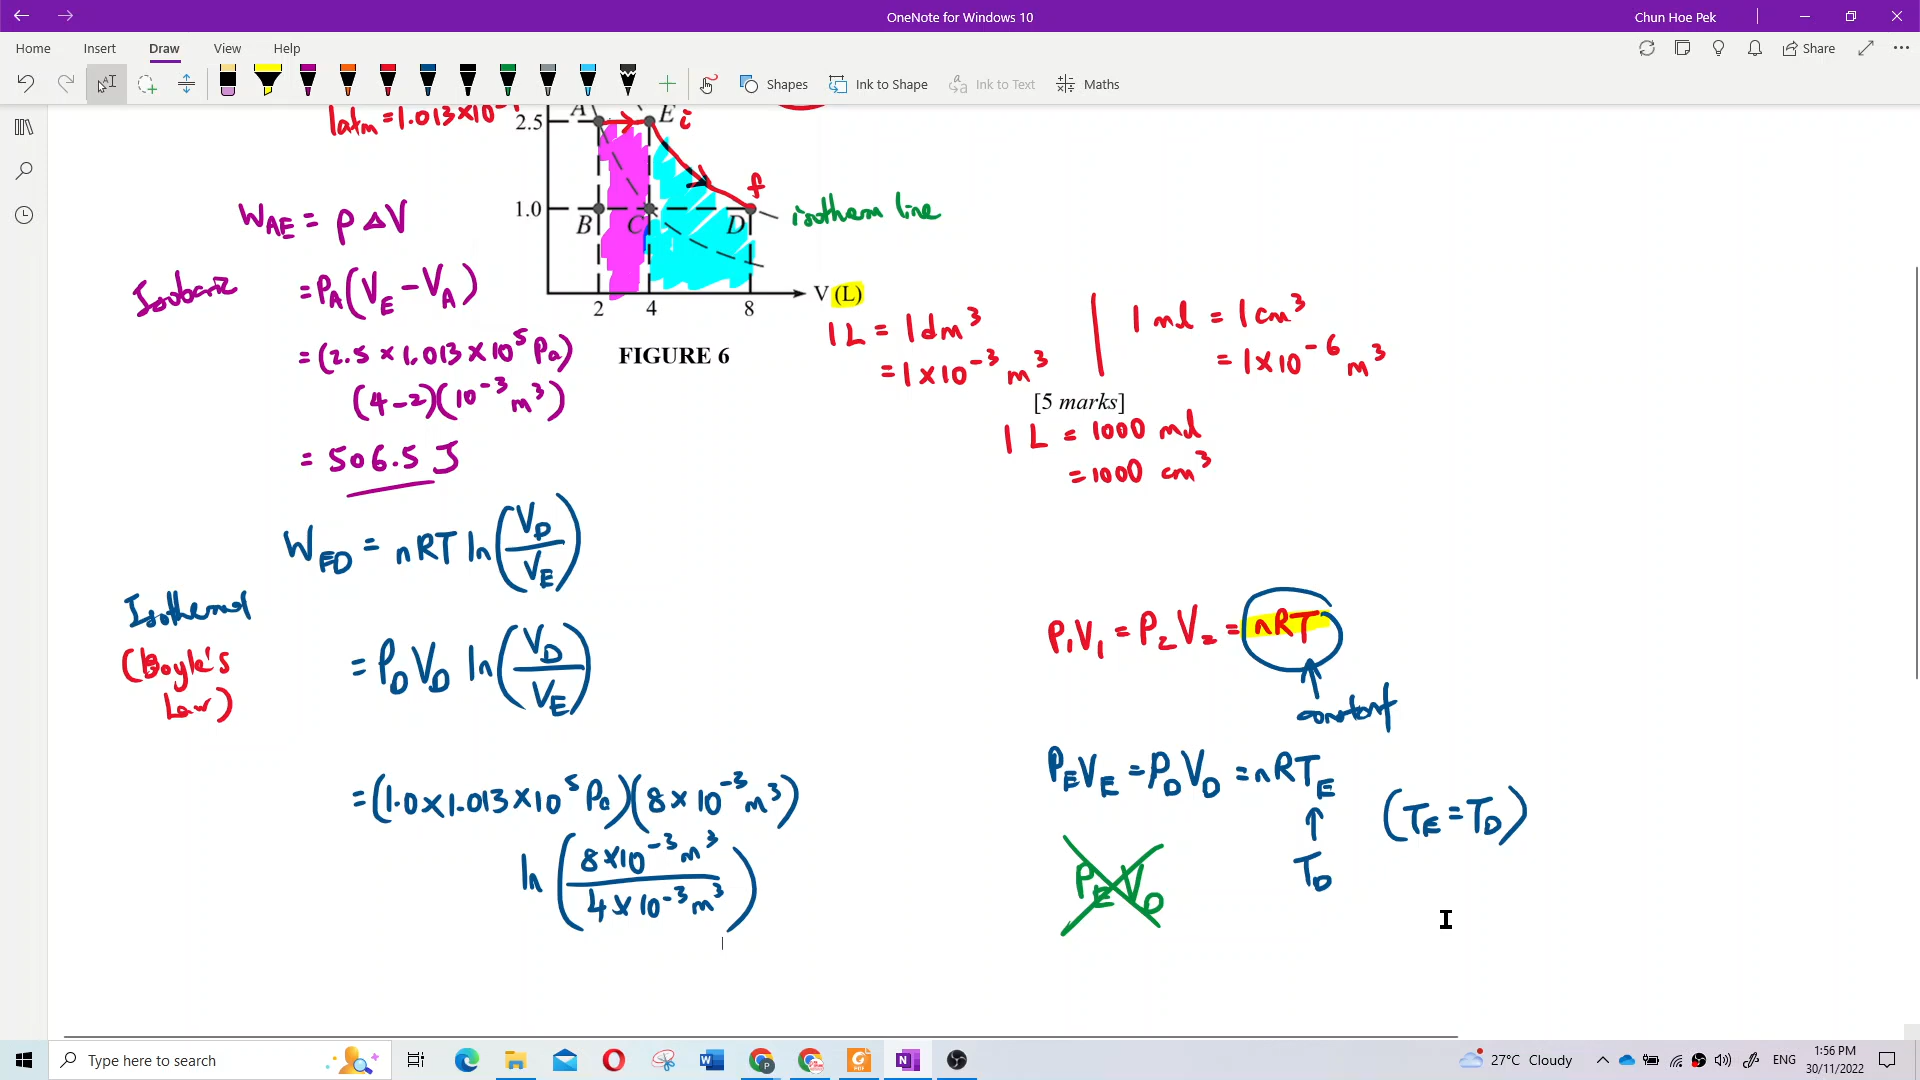 OneNote for Windows 10
Chun Hoe Pek
Home Insert Draw View Help
Share
Shapes Ink to Shape Ink to Text Maths
1atm = 1.013×10
2.5 A E i
f
1.0 B C D
isotherm line
V (L)
2 4 8
FIGURE 6
W_AE = P ΔV
Isobaric
= P_A (V_E − V_A)
= (2.5 × 1.013 × 10^5 Pa)
(4−2)(10^-3 m^3)
= 506.5 J
1 L = 1 dm^3
= 1×10^-3 m^3
1 ml = 1 cm^3
= 1×10^-6 m^3
[5 marks]
1 L = 1000 ml
= 1000 cm^3
W_ED = nRT ln(V_D/V_E)
Isothermal
(Boyle's
Law)
= P_D V_D ln(V_D/V_E)
= (1.0×1.013×10^5 Pa)(8×10^-3 m^3)
ln(8×10^-3 m^3/4×10^-3 m^3)
P_1V_1 = P_2V_2 = nRT
constant
P_EV_E = P_DV_D = nRT_E
(T_E = T_D)
T_D
P_EV_D
Type here to search
27°C Cloudy
ENG
1:56 PM
30/11/2022